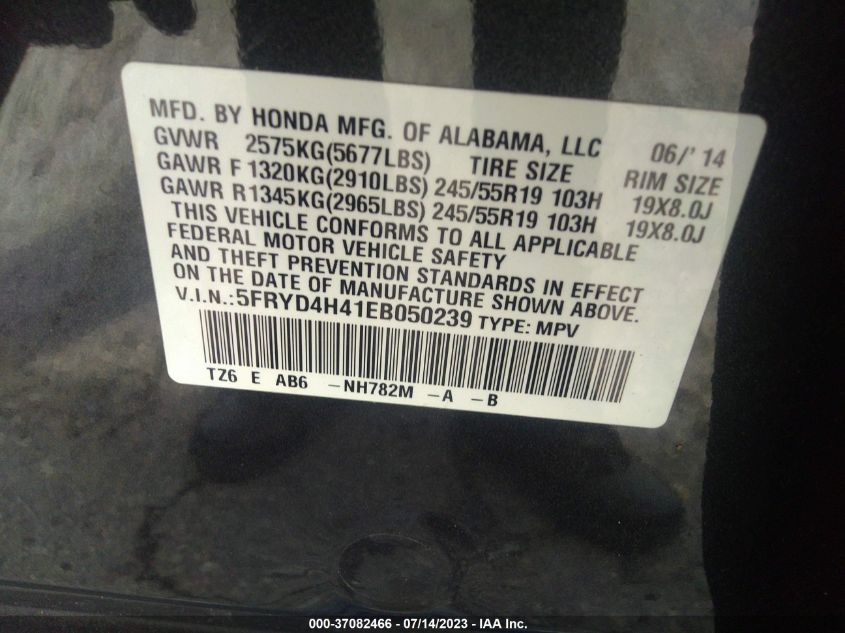 MFD. BY HONDA MFG. OF ALABAMA, LLC 06/' 14
GVWR 2575KG(5677LBS) TIRE SIZE RIM SIZE
GAWR F 1320KG(2910LBS) 245/55R19 103H 19X8.0J
GAWR R1345KG(2965LBS) 245/55R19 103H 19X8.0J
THIS VEHICLE CONFORMS TO ALL APPLICABLE
FEDERAL MOTOR VEHICLE SAFETY
AND THEFT PREVENTION STANDARDS IN EFFECT
ON THE DATE OF MANUFACTURE SHOWN ABOVE.
V.I.N.:5FRYD4H41EB050239 TYPE: MPV
TZ6 E AB6 –NH782M –A –B
000-37082466 - 07/14/2023 - IAA Inc.